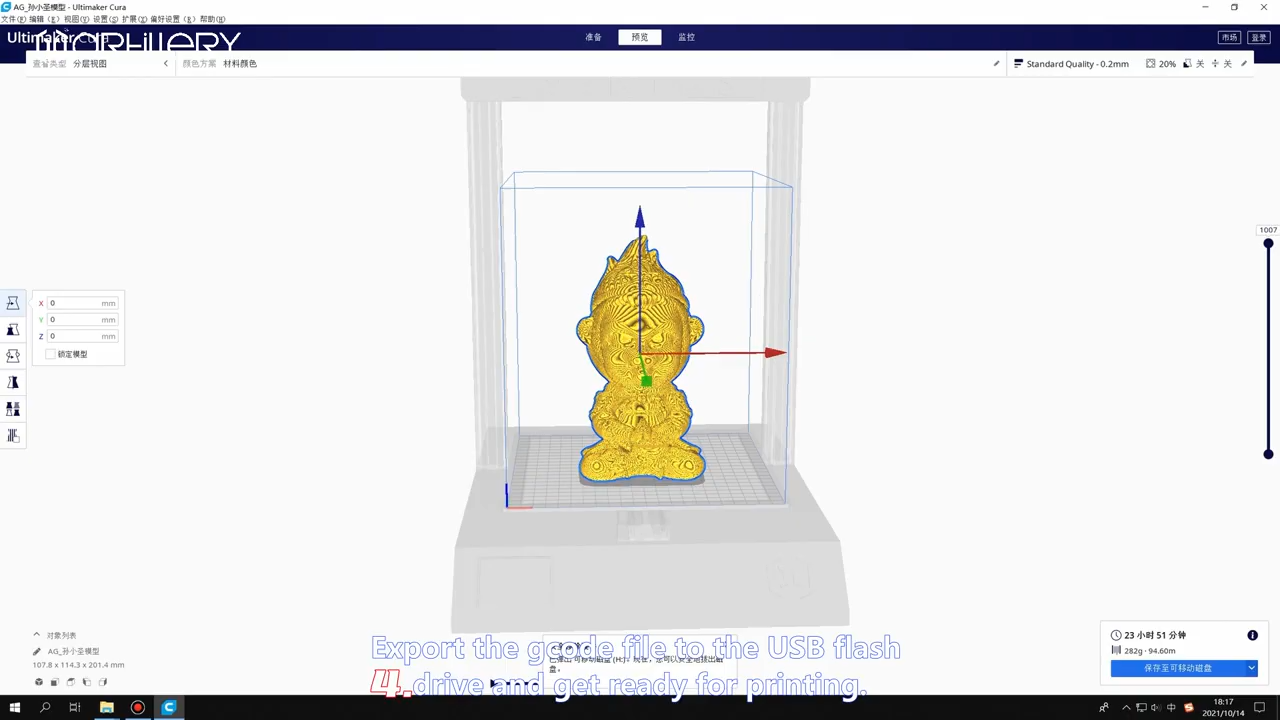 AG_孙小圣模型 - Ultimaker Cura
文件(F) 编辑(E) 视图(V) 设置(S) 扩展(X) 偏好设置(R) 帮助(H)
Ultimaker Cura
ARTILLERY
准备 预览 监控 市场 登录
查看类型 分层视图 颜色方案 材料颜色
Standard Quality - 0.2mm 20% 关 关
1007
X 0 mm
Y 0 mm
Z 0 mm
锁定模型
对象列表
AG_孙小圣模型
107.8 x 114.3 x 201.4 mm
Export the gcode file to the USB flash
4. drive and get ready for printing.
23 小时 51 分钟
282g · 94.60m
保存至可移动磁盘
中
18:17
2021/10/14